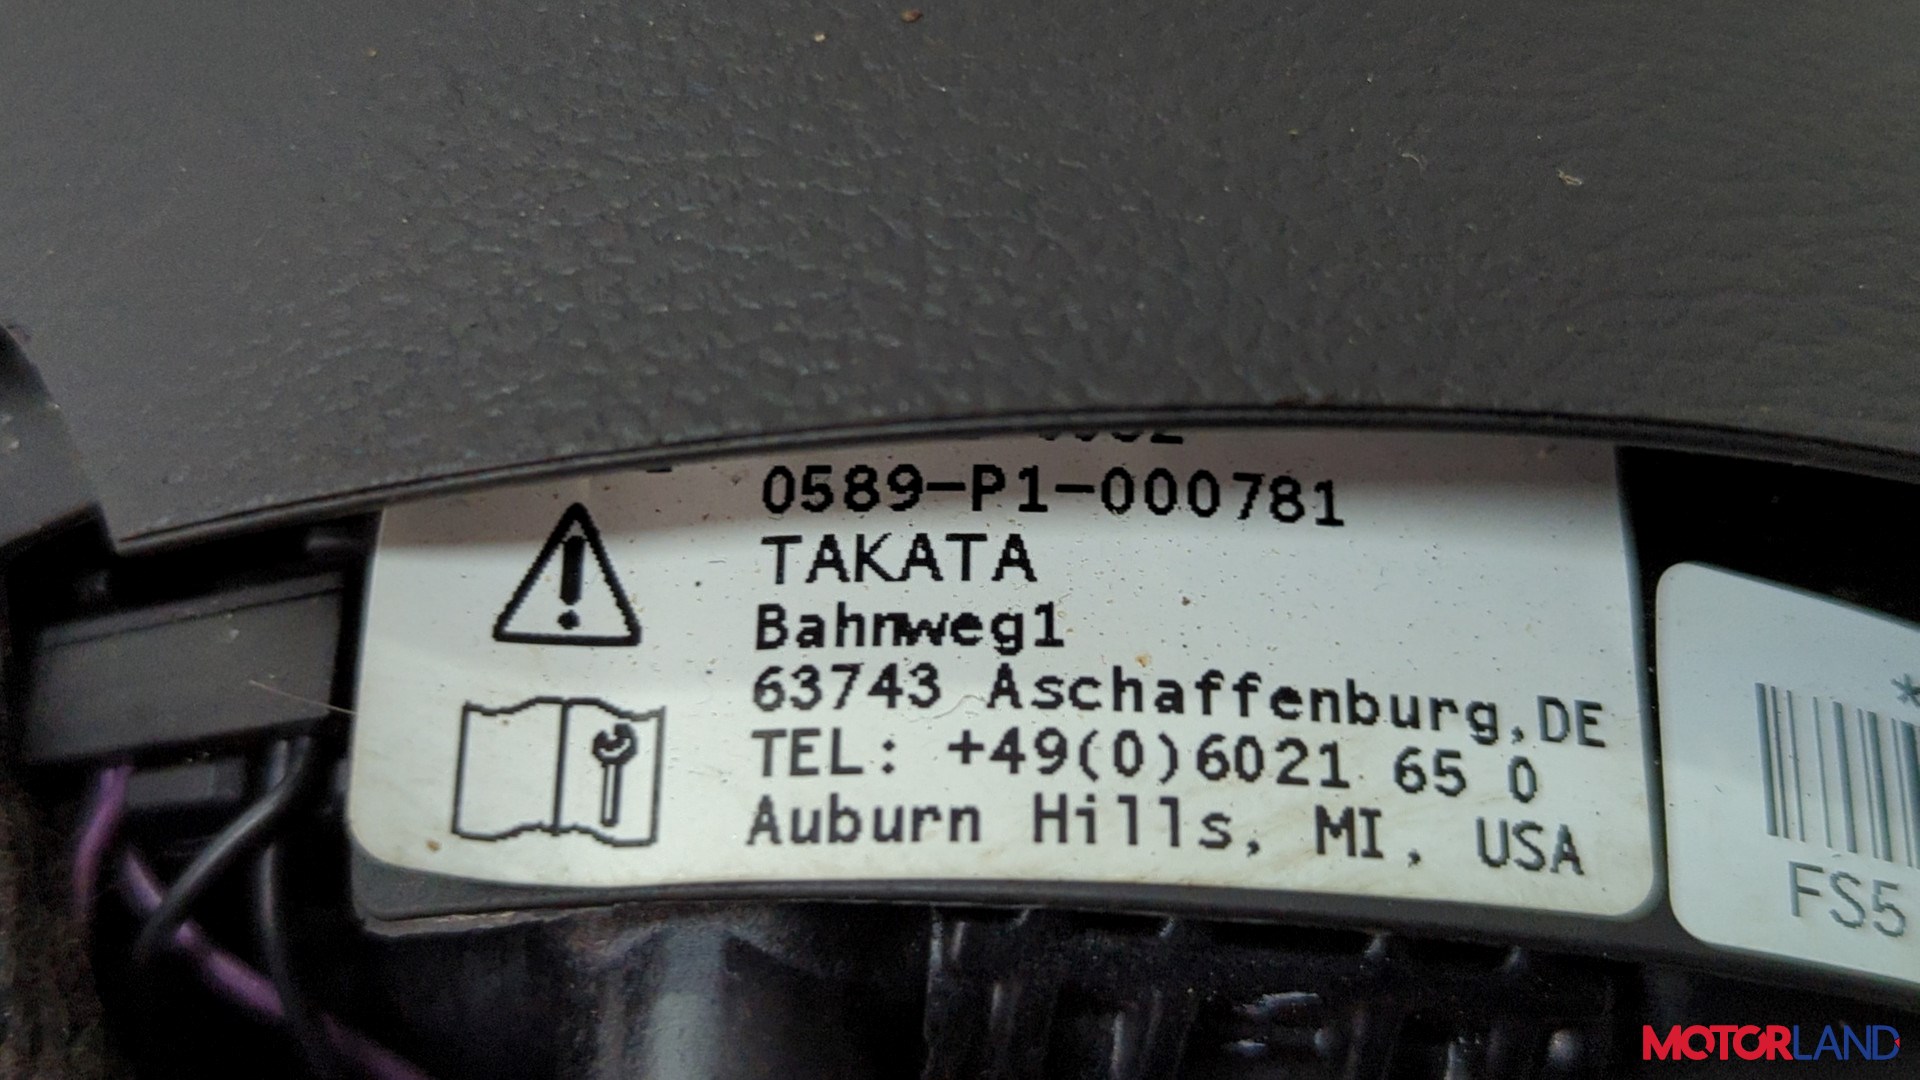 0589-P1-000781
TAKATA
Bahnweg1
63743 Aschaffenburg,DE
TEL: +49(0)6021 65 0
Auburn Hills, MI, USA
*
FS5
MOTORLAND